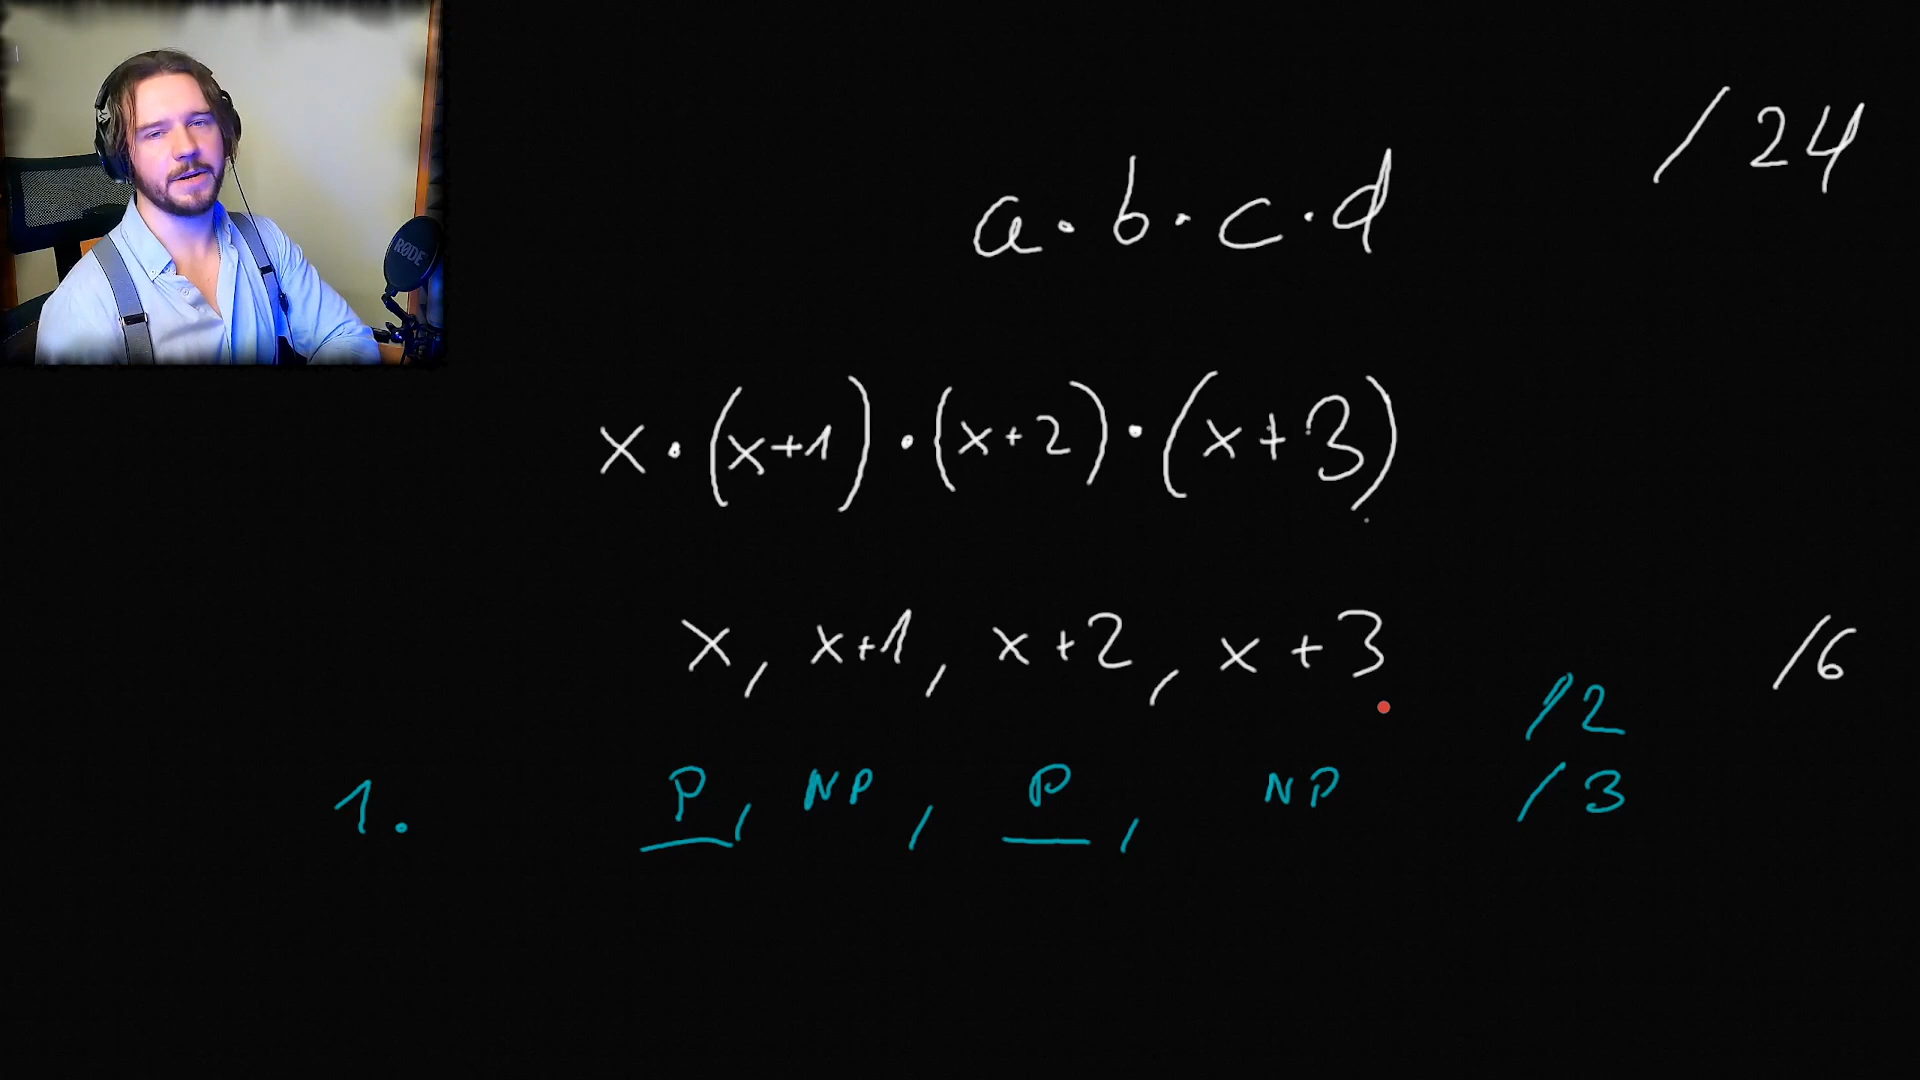 RØDE
/ 24
a · b · c · d
x · (x+1) · (x+2) · (x+3)
x, x+1, x+2, x+3
/6
/2
1. P, NP, P, NP
/3